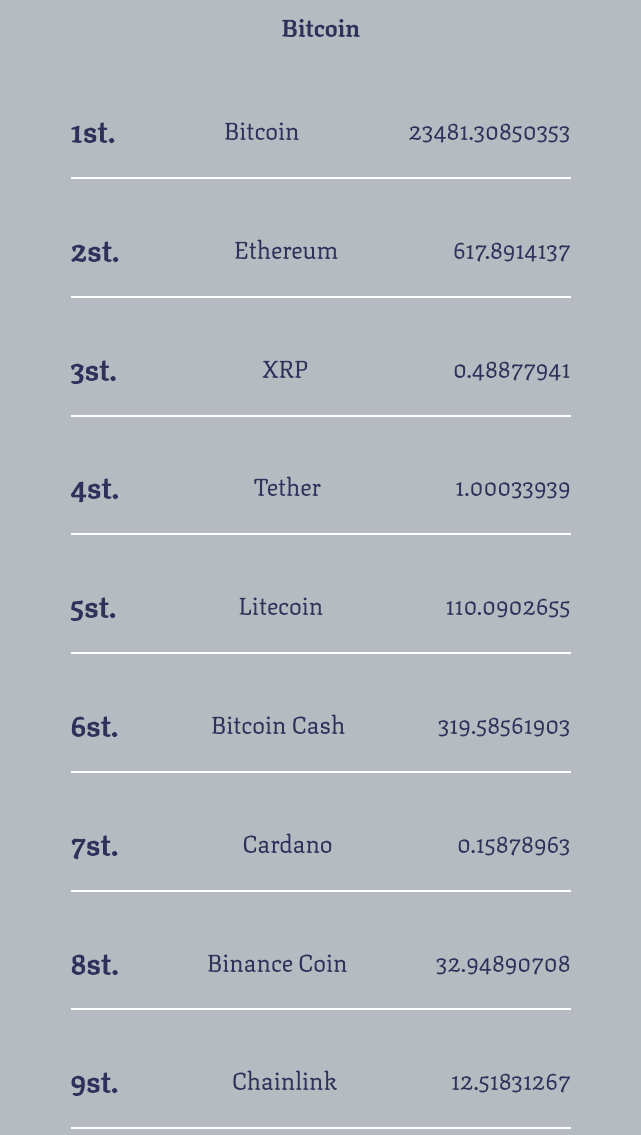 Bitcoin
1st. Bitcoin 23481.30850353
2st. Ethereum 617.8914137
3st. XRP 0.48877941
4st. Tether 1.00033939
5st. Litecoin 110.0902655
6st. Bitcoin Cash 319.58561903
7st. Cardano 0.15878963
8st. Binance Coin 32.94890708
9st. Chainlink 12.51831267